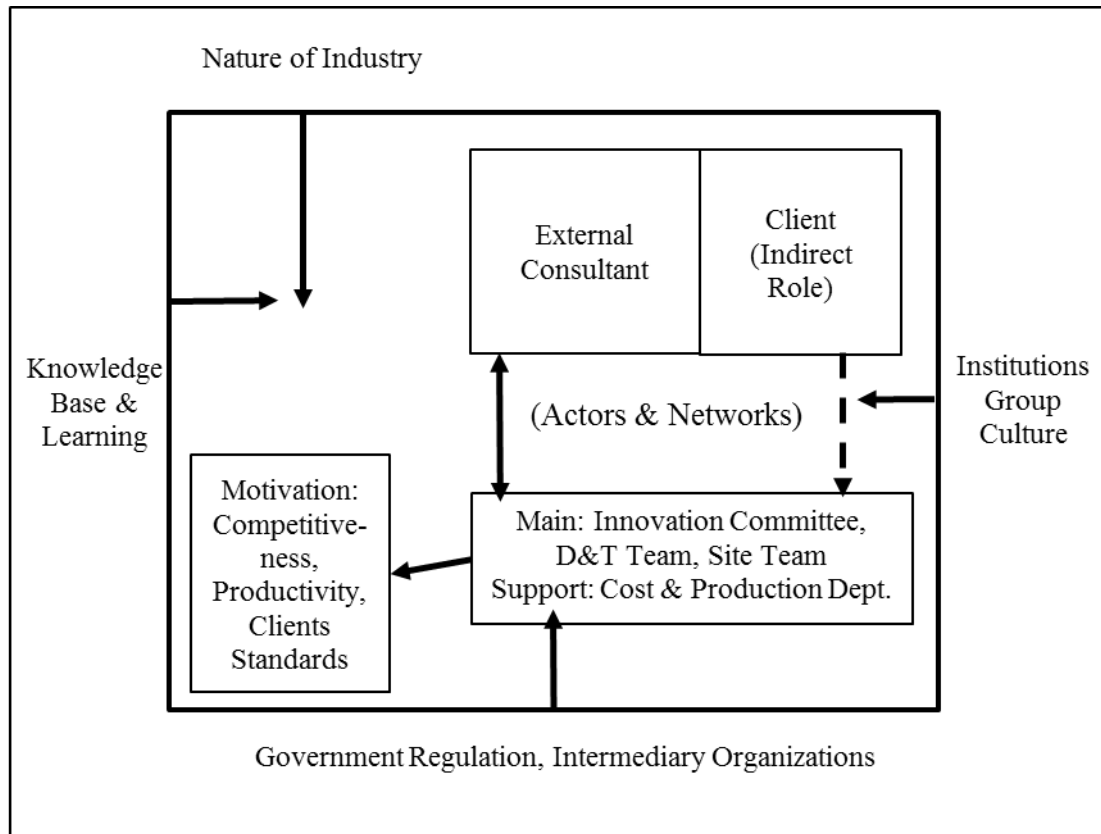 Nature of Industry
External
Consultant
Client
(Indirect
Role)
Knowledge
Base &
Learning
(Actors & Networks)
Institutions
Group
Culture
Motivation:
Competitive-
ness,
Productivity,
Clients
Standards
Main: Innovation Committee,
D&T Team, Site Team
Support: Cost & Production Dept.
Government Regulation, Intermediary Organizations